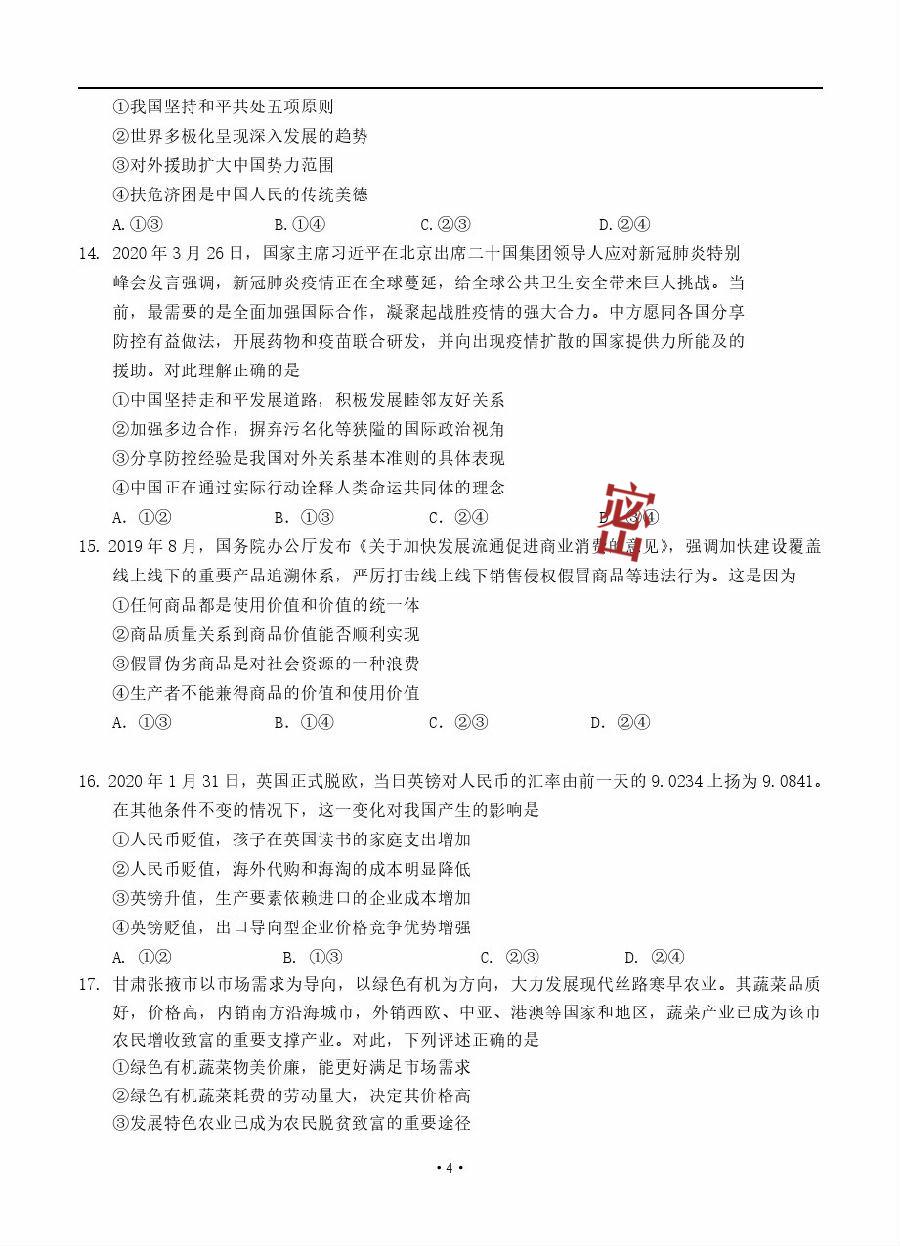 ①我国坚持和平共处五项原则
②世界多极化呈现深入发展的趋势
③对外援助扩大中国势力范围
④扶危济困是中国人民的传统美德
A.①③ B.①④ C.②③ D.②④
14. 2020年3月26日，国家主席习近平在北京出席二十国集团领导人应对新冠肺炎特别
峰会发言强调，新冠肺炎疫情正在全球蔓延，给全球公共卫生安全带来巨大挑战。当
前，最需要的是全面加强国际合作，凝聚起战胜疫情的强大合力。中方愿同各国分享
防控有益做法，开展药物和疫苗联合研发，并向出现疫情扩散的国家提供力所能及的
援助。对此理解正确的是
①中国坚持走和平发展道路，积极发展睦邻友好关系
②加强多边合作，摒弃污名化等狭隘的国际政治视角
③分享防控经验是我国对外关系基本准则的具体表现
④中国正在通过实际行动诠释人类命运共同体的理念
A. ①② B. ①③ C. ②④ D. ③④
密
15. 2019年8月，国务院办公厅发布《关于加快发展流通促进商业消费的意见》，强调加快建设覆盖
线上线下的重要产品追溯体系，严厉打击线上线下销售侵权假冒商品等违法行为。这是因为
①任何商品都是使用价值和价值的统一体
②商品质量关系到商品价值能否顺利实现
③假冒伪劣商品是对社会资源的一种浪费
④生产者不能兼得商品的价值和使用价值
A. ①③ B. ①④ C. ②③ D. ②④
16. 2020年1月31日，英国正式脱欧，当日英镑对人民币的汇率由前一天的9.0234上扬为9.0841。
在其他条件不变的情况下，这一变化对我国产生的影响是
①人民币贬值，孩子在英国读书的家庭支出增加
②人民币贬值，海外代购和海淘的成本明显降低
③英镑升值，生产要素依赖进口的企业成本增加
④英镑贬值，出口导向型企业价格竞争优势增强
A. ①② B. ①③ C. ②③ D. ②④
17. 甘肃张掖市以市场需求为导向，以绿色有机为方向，大力发展现代丝路寒旱农业。其蔬菜品质
好，价格高，内销南方沿海城市，外销西欧、中亚、港澳等国家和地区，蔬菜产业已成为该市
农民增收致富的重要支撑产业。对此，下列评述正确的是
①绿色有机蔬菜物美价廉，能更好满足市场需求
②绿色有机蔬菜耗费的劳动量大，决定其价格高
③发展特色农业已成为农民脱贫致富的重要途径
·4·